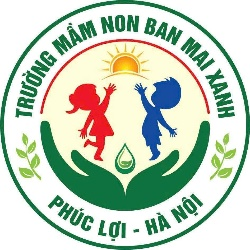 TRƯỜNG MẦM NON BAN MAI XANH
PHÚC LỢI - HÀ NỘI